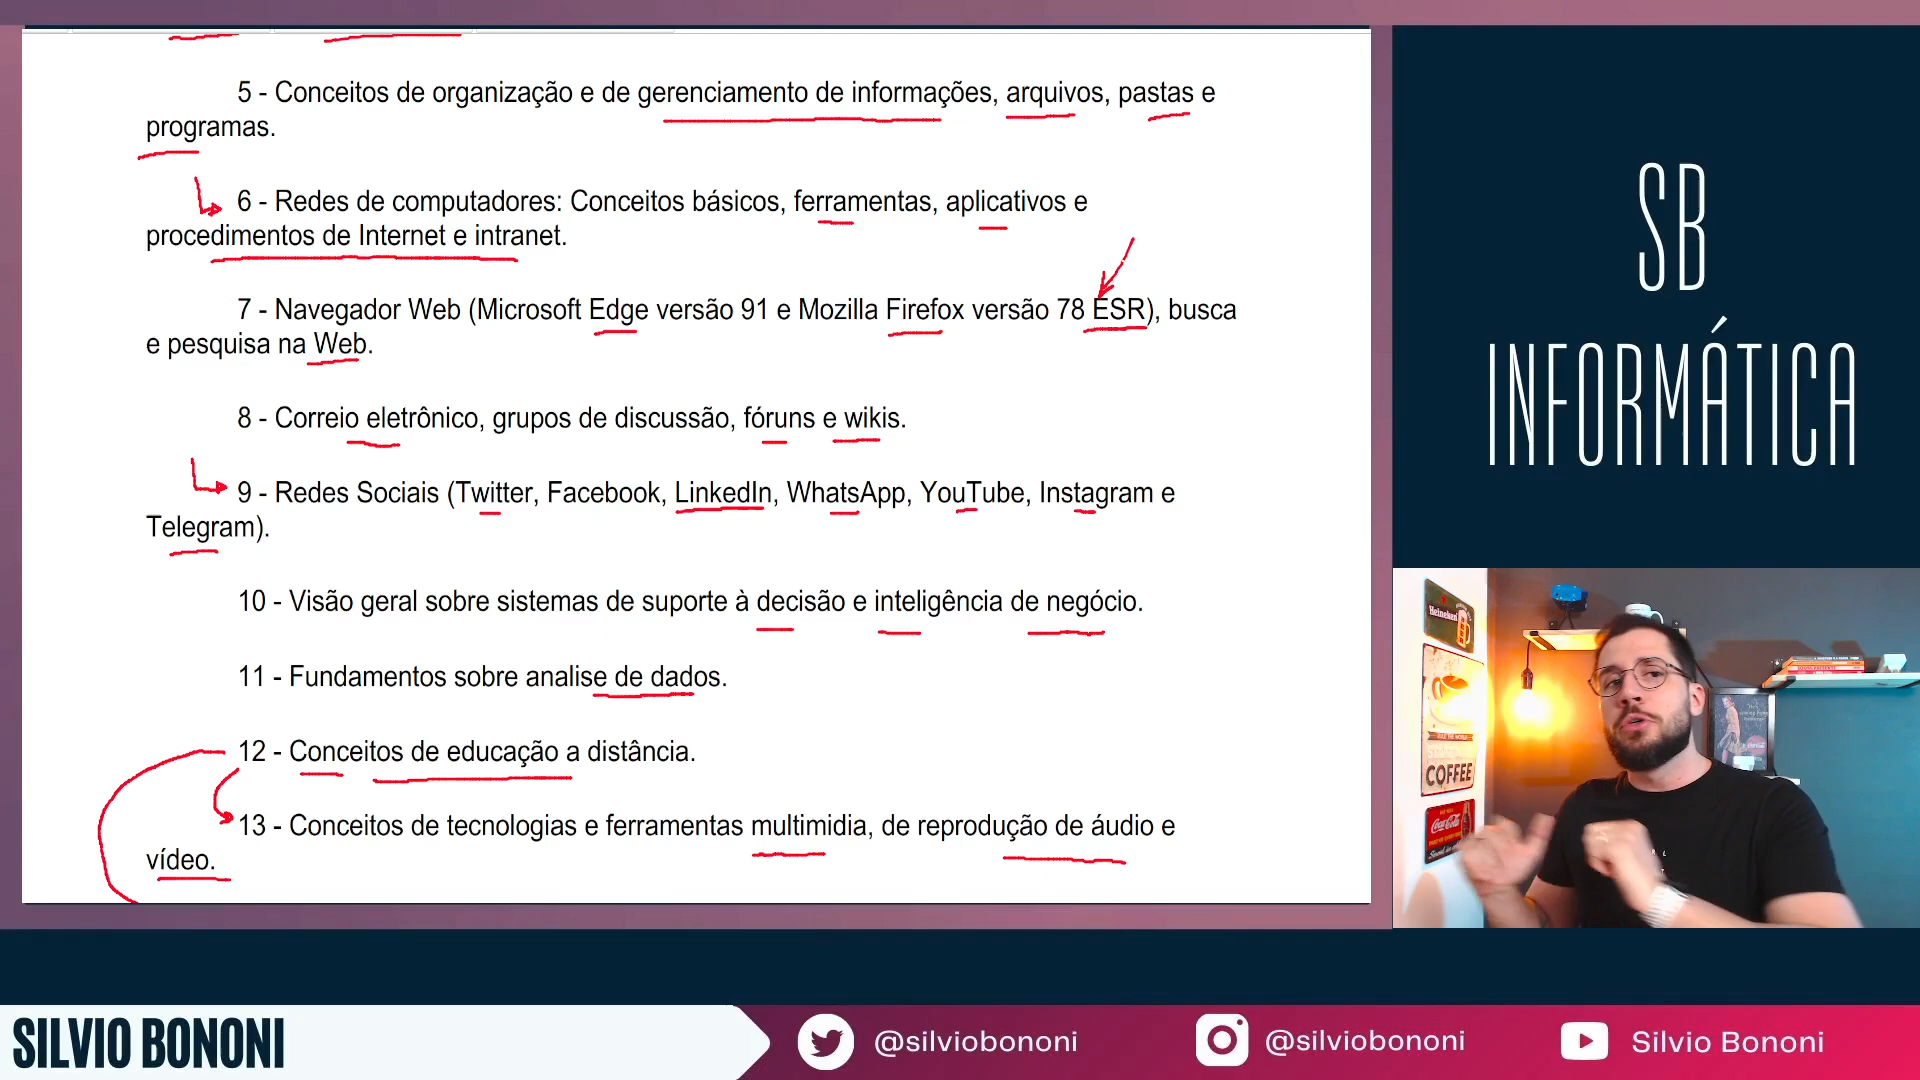 5 - Conceitos de organização e de gerenciamento de informações, arquivos, pastas e
programas.
6 - Redes de computadores: Conceitos básicos, ferramentas, aplicativos e
procedimentos de Internet e intranet.
7 - Navegador Web (Microsoft Edge versão 91 e Mozilla Firefox versão 78 ESR), busca
e pesquisa na Web.
8 - Correio eletrônico, grupos de discussão, fóruns e wikis.
9 - Redes Sociais (Twitter, Facebook, LinkedIn, WhatsApp, YouTube, Instagram e
Telegram).
10 - Visão geral sobre sistemas de suporte à decisão e inteligência de negócio.
11 - Fundamentos sobre analise de dados.
12 - Conceitos de educação a distância.
13 - Conceitos de tecnologias e ferramentas multimidia, de reprodução de áudio e
vídeo.
SB
INFORMÁTICA
Heineken
COFFEE
Coca-Cola
SILVIO BONONI
@silviobononi
@silviobononi
Silvio Bononi